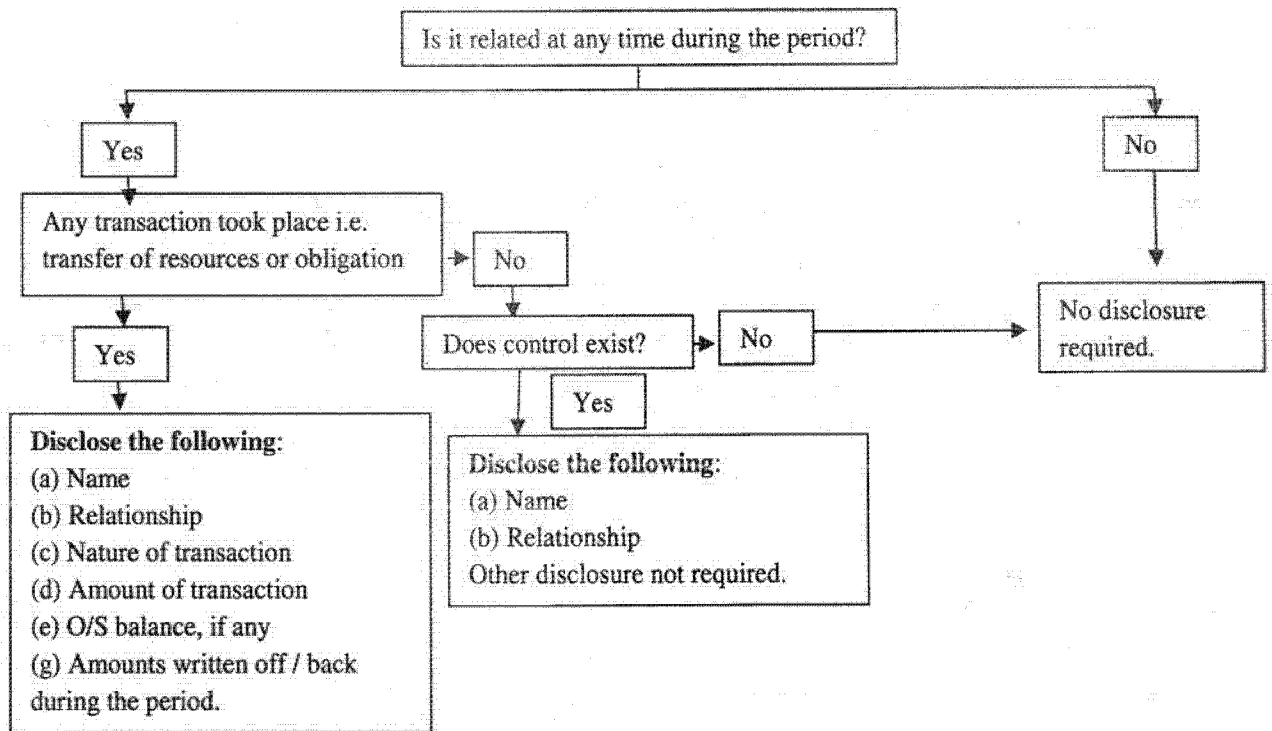 Is it related at any time during the period?
Yes
No
Any transaction took place i.e.
transfer of resources or obligation
No
No disclosure
required.
Yes
Does control exist?
No
Yes
Disclose the following:
(a) Name
(b) Relationship
(c) Nature of transaction
(d) Amount of transaction
(e) O/S balance, if any
(g) Amounts written off / back
during the period.
Disclose the following:
(a) Name
(b) Relationship
Other disclosure not required.